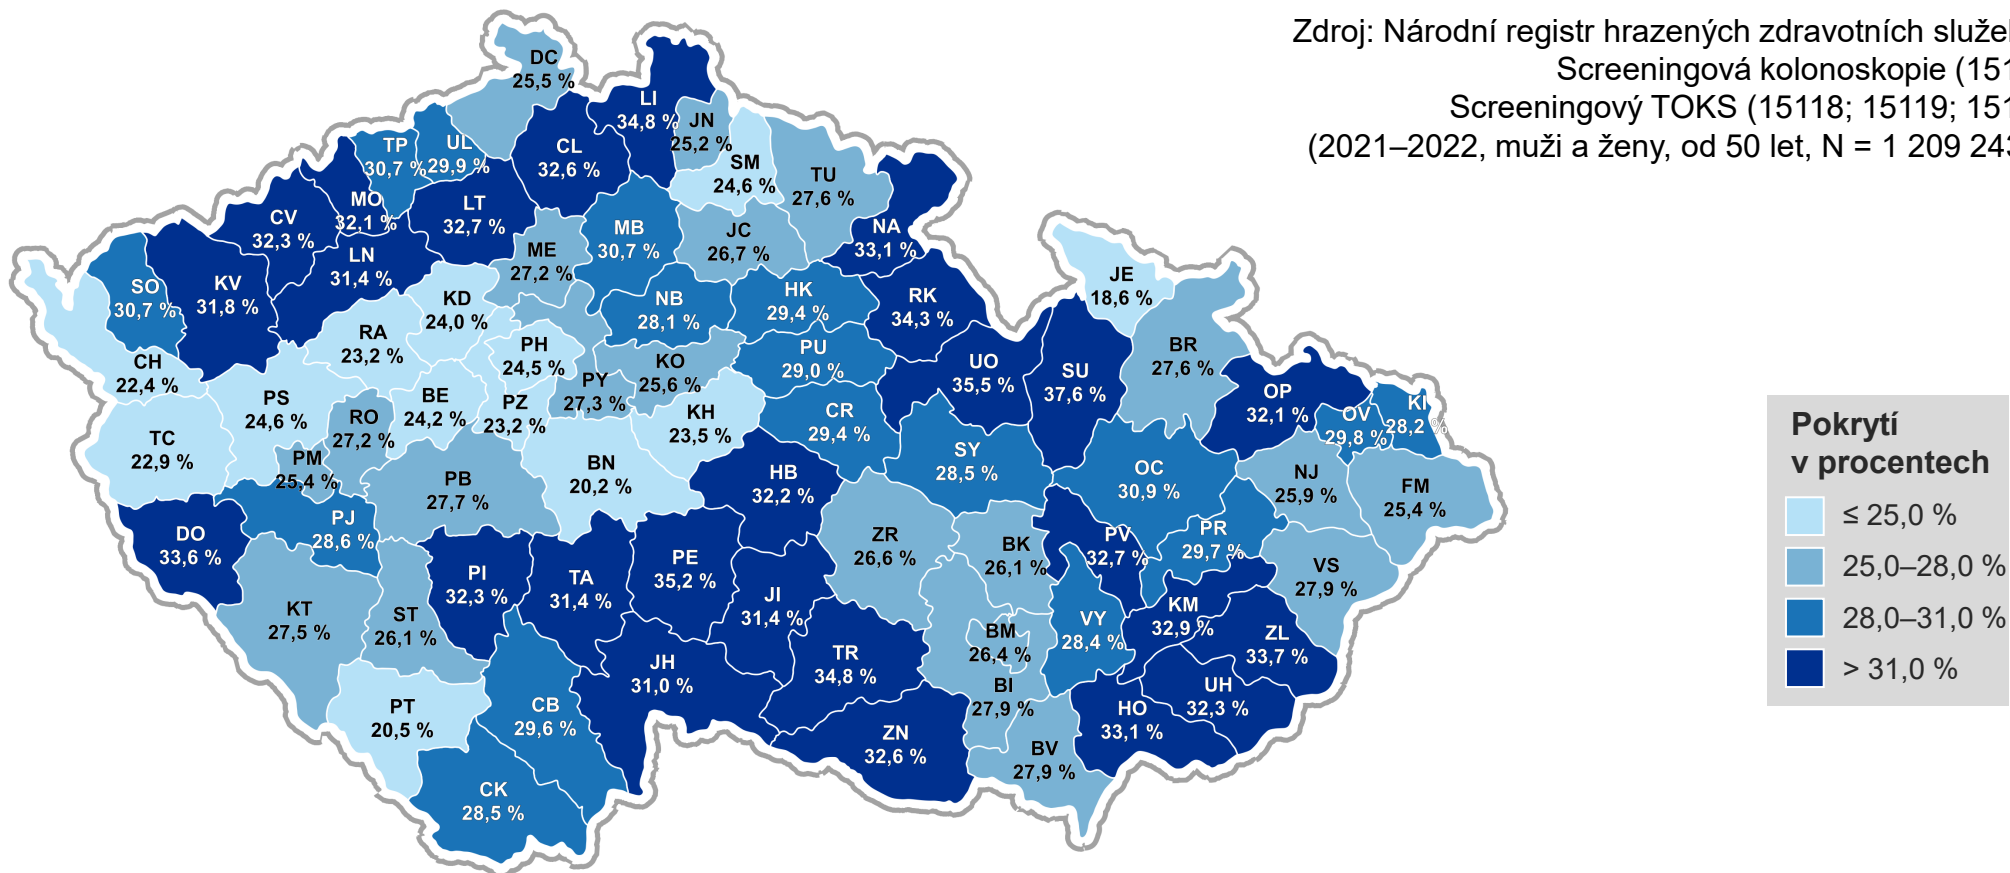 Zdroj: Národní registr hrazených zdravotních služeb
Screeningová kolonoskopie (151
Screeningový TOKS (15118; 15119; 151
(2021–2022, muži a ženy, od 50 let, N = 1 209 243
DC
25,5 %
LI
34,8 %
JN
25,2 %
TP
30,7 %
UL
29,9 %
CL
32,6 %
SM
24,6 %
TU
27,6 %
MO
32,1 %
CV
32,3 %
LT
32,7 %
LN
31,4 %
ME
27,2 %
MB
30,7 %
JC
26,7 %
NA
33,1 %
JE
18,6 %
SO
30,7 %
KV
31,8 %
KD
24,0 %
NB
28,1 %
HK
29,4 %
RK
34,3 %
RA
23,2 %
PH
24,5 %
KO
25,6 %
PU
29,0 %
UO
35,5 %
SU
37,6 %
BR
27,6 %
CH
22,4 %
PS
24,6 %
RO
27,2 %
BE
24,2 %
PZ
23,2 %
PY
27,3 %
KH
23,5 %
CR
29,4 %
OP
32,1 %
OV
29,8 %
KI
28,2 %
TC
22,9 %
PM
25,4 %
PB
27,7 %
BN
20,2 %
HB
32,2 %
SY
28,5 %
OC
30,9 %
NJ
25,9 %
FM
25,4 %
DO
33,6 %
PJ
28,6 %
ZR
26,6 %
BK
26,1 %
PV
32,7 %
PR
29,7 %
VS
27,9 %
KT
27,5 %
ST
26,1 %
PI
32,3 %
TA
31,4 %
PE
35,2 %
JI
31,4 %
BM
26,4 %
VY
28,4 %
KM
32,9 %
ZL
33,7 %
PT
20,5 %
CB
29,6 %
JH
31,0 %
TR
34,8 %
BI
27,9 %
UH
32,3 %
HO
33,1 %
CK
28,5 %
ZN
32,6 %
BV
27,9 %
Pokrytí
v procentech
≤ 25,0 %
25,0–28,0 %
28,0–31,0 %
> 31,0 %